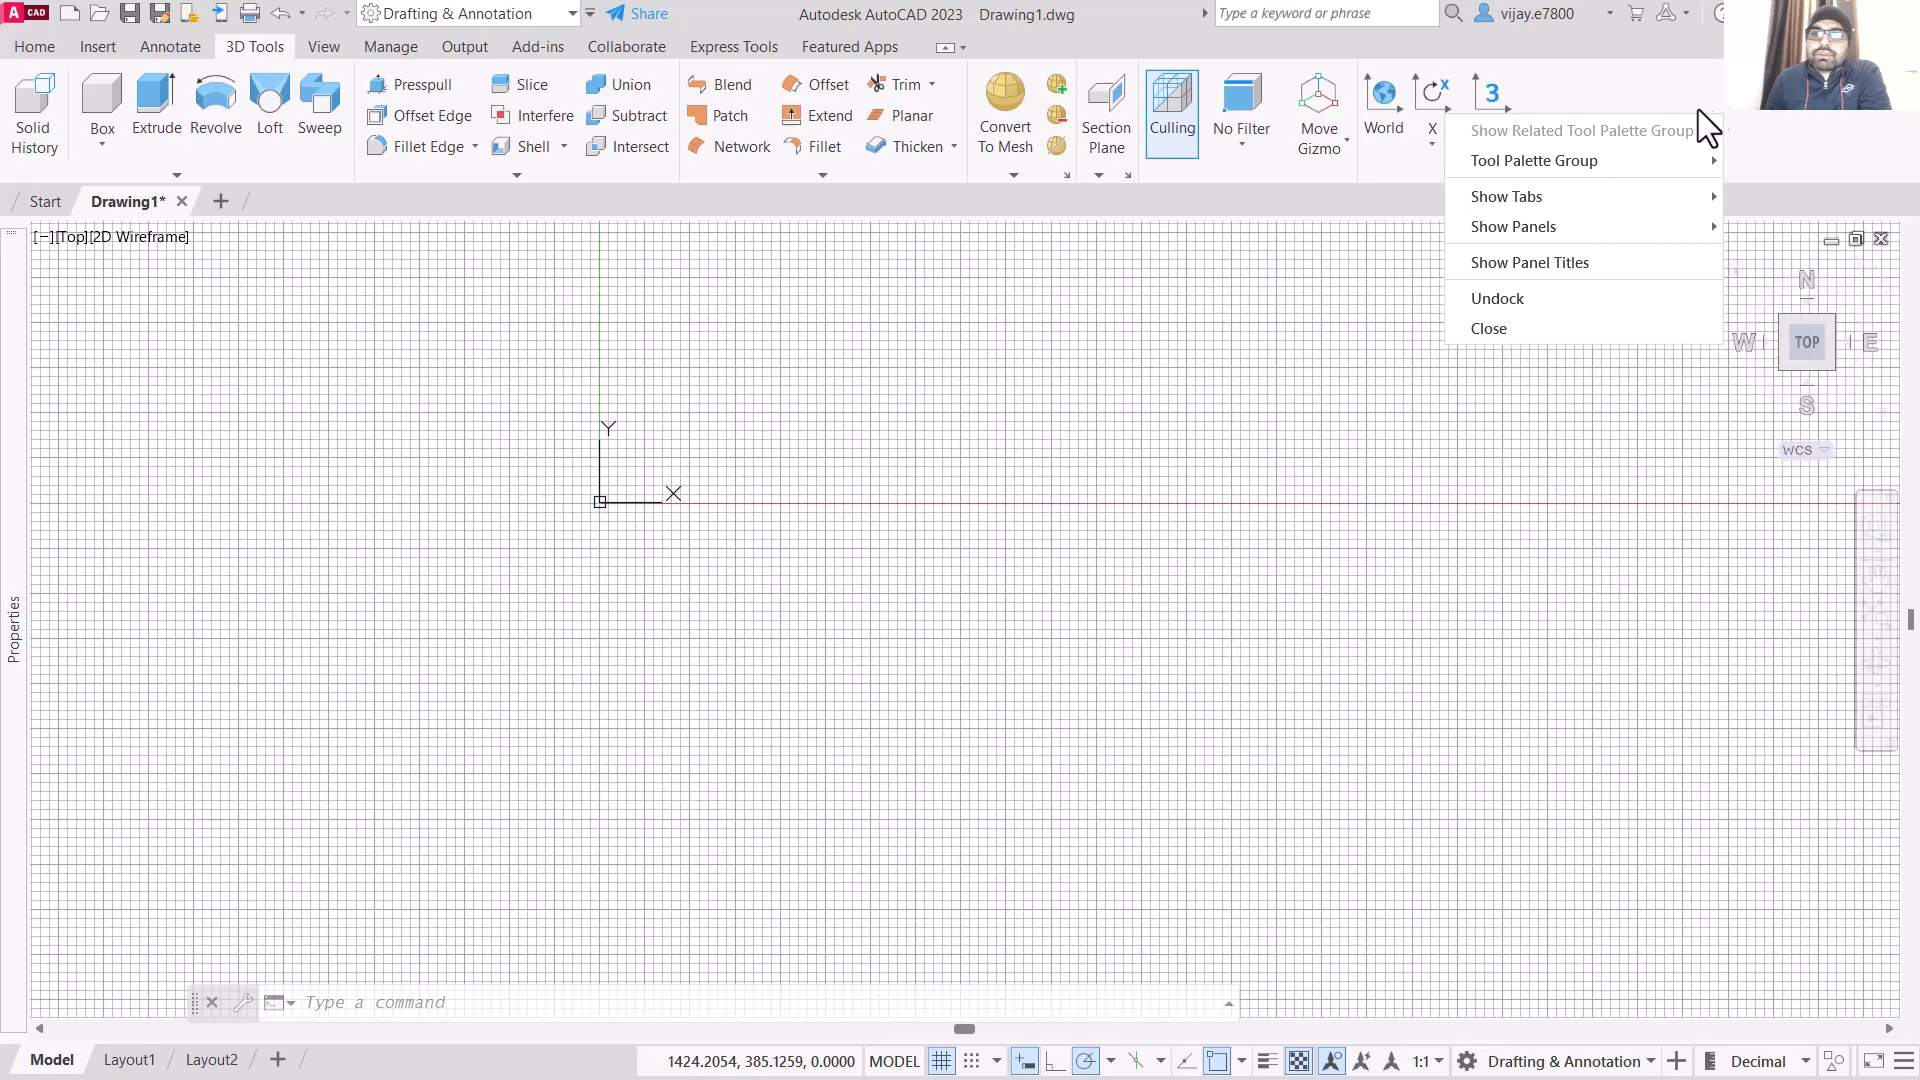 A CAD
Drafting & Annotation
Share
Autodesk AutoCAD 2023 Drawing1.dwg
Type a keyword or phrase
vijay.e7800
Home Insert Annotate 3D Tools View Manage Output Add-ins Collaborate Express Tools Featured Apps
Solid History
Box
Extrude
Revolve
Loft
Sweep
Presspull
Offset Edge
Fillet Edge
Slice
Interfere
Shell
Union
Subtract
Intersect
Blend
Patch
Network
Offset
Extend
Fillet
Trim
Planar
Thicken
Convert
To Mesh
Section
Plane
Culling
No Filter
Move
Gizmo
World
X
X
3
Show Related Tool Palette Group
Tool Palette Group
Show Tabs
Show Panels
Show Panel Titles
Undock
Close
Start
Drawing1*
[−][Top][2D Wireframe]
N
W
TOP
E
S
WCS
Y
X
Properties
Type a command
Model Layout1 Layout2
1424.2054, 385.1259, 0.0000 MODEL
1:1
Drafting & Annotation
Decimal